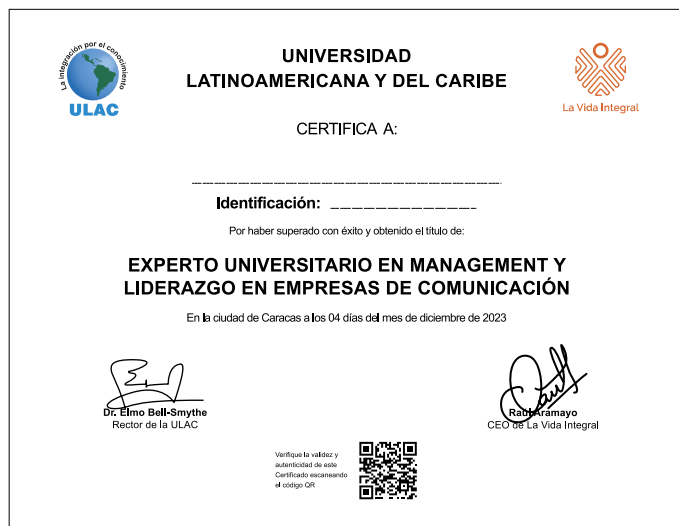 La integración por el conocimiento
ULAC
UNIVERSIDAD
LATINOAMERICANA Y DEL CARIBE
La Vida Integral
CERTIFICA A:
Identificación:
Por haber superado con éxito y obtenido el título de:
EXPERTO UNIVERSITARIO EN MANAGEMENT Y
LIDERAZGO EN EMPRESAS DE COMUNICACIÓN
En la ciudad de Caracas a los 04 días del mes de diciembre de 2023
Dr. Elmo Bell-Smythe
Rector de la ULAC
Raúl Aramayo
CEO de La Vida Integral
Verifique la validez y
autenticidad de este
Certificado escaneando
el código QR